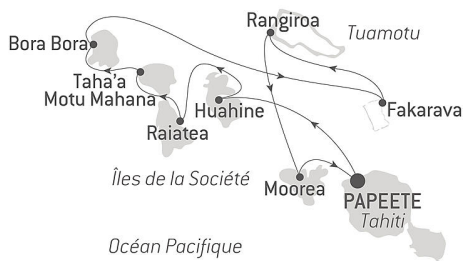 Rangiroa
Tuamotu
Bora Bora
Taha'a
Motu Mahana
Huahine
Fakarava
Raiatea
Îles de la Société
Moorea
PAPEETE
Tahiti
Océan Pacifique